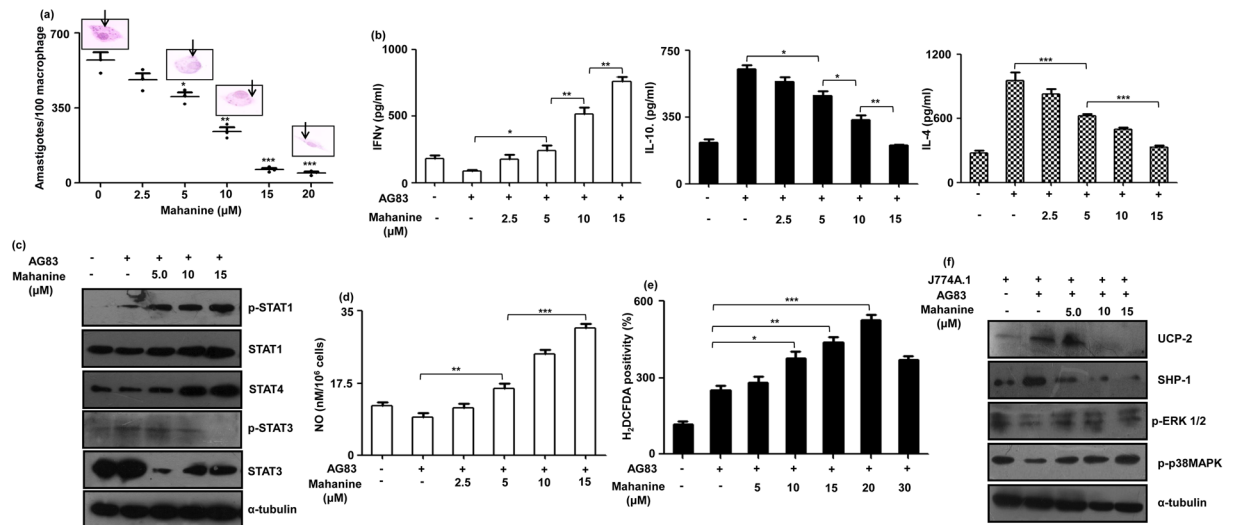 (a)
700
350
0
Amastigotes/100 macrophage
*
**
***
***
0 2.5 5 10 15 20
Mahanine (µM)
(b)
1000
500
0
IFNγ (pg/ml)
*
**
**
AG83 - + + + + +
Mahanine - - 2.5 5 10 15
(µM)
750
350
0
IL-10. (pg/ml)
*
*
**
- + + + + +
- - 2.5 5 10 15
1200
600
0
IL-4 (pg/ml)
***
***
- + + + + +
- - 2.5 5 10 15
(c)
AG83 - + + + +
Mahanine - - 5.0 10 15
(µM)
p-STAT1
STAT1
STAT4
p-STAT3
STAT3
α-tubulin
(d)
35
17.5
0
NO (nM/10⁶ cells)
**
***
AG83 - + + + + +
Mahanine - - 2.5 5 10 15
(µM)
(e)
600
300
0
H₂DCFDA positivity (%)
*
**
***
AG83 - + + + + + +
Mahanine - - 5 10 15 20 30
(µM)
(f)
J774A.1 + + + + +
AG83 - + + + +
Mahanine - - 5.0 10 15
(µM)
UCP-2
SHP-1
p-ERK 1/2
p-p38MAPK
α-tubulin